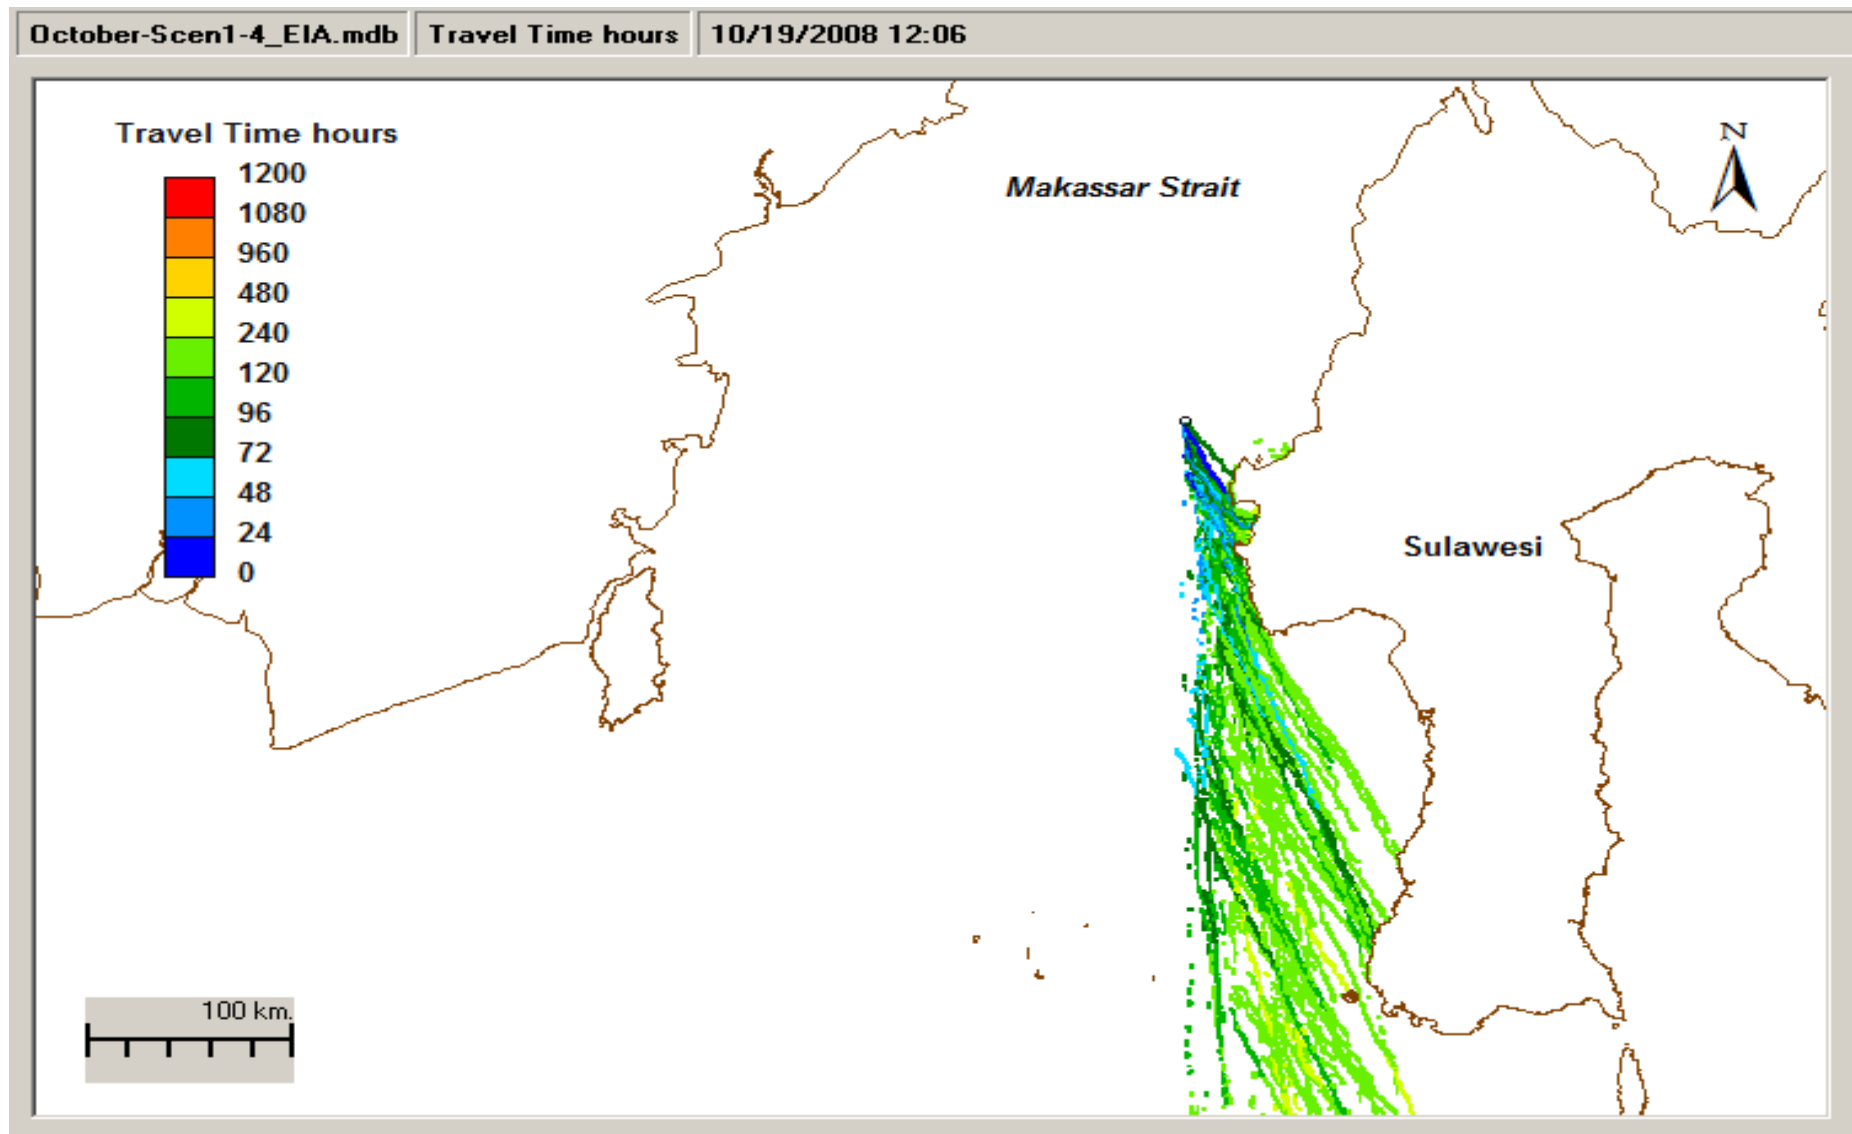 October-Scen1-4_EIA.mdb Travel Time hours 10/19/2008 12:06
Travel Time hours
1200
1080
960
480
240
120
96
72
48
24
0
Makassar Strait
N
Sulawesi
100 km.